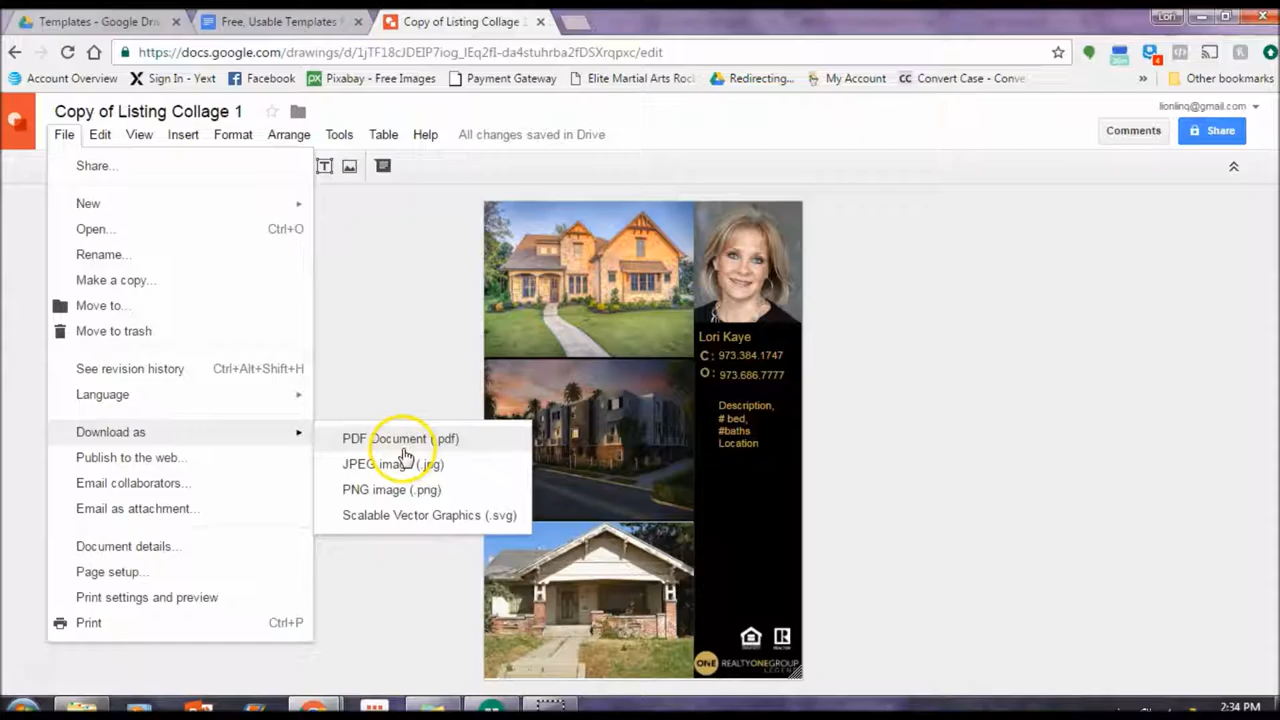 Templates - Google Dri
Free, Usable Templates
Copy of Listing Collage
Lori
https://docs.google.com/drawings/d/1jTF18cJDEIP7iog_IEq2fI-da4stuhrba2fDSXrqpxc/edit
Account Overview
Sign In - Yext
Facebook
px Pixabay - Free Images
Payment Gateway
Elite Martial Arts Roc
Redirecting...
My Account
CC Convert Case - Conve
»
Other bookmarks
Copy of Listing Collage 1
lionlinq@gmail.com
File Edit View Insert Format Arrange Tools Table Help All changes saved in Drive
Comments
Share
Share...
New
Open... Ctrl+O
Rename...
Make a copy...
Move to...
Move to trash
See revision history Ctrl+Alt+Shift+H
Language
Download as
Publish to the web...
Email collaborators...
Email as attachment...
Document details...
Page setup...
Print settings and preview
Print Ctrl+P
PDF Document (.pdf)
JPEG image (.jpg)
PNG image (.png)
Scalable Vector Graphics (.svg)
Lori Kaye
C: 973.384.1747
O: 973.686.7777
Description,
# bed,
#baths
Location
ONE REALTYONEGROUP
2:34 PM